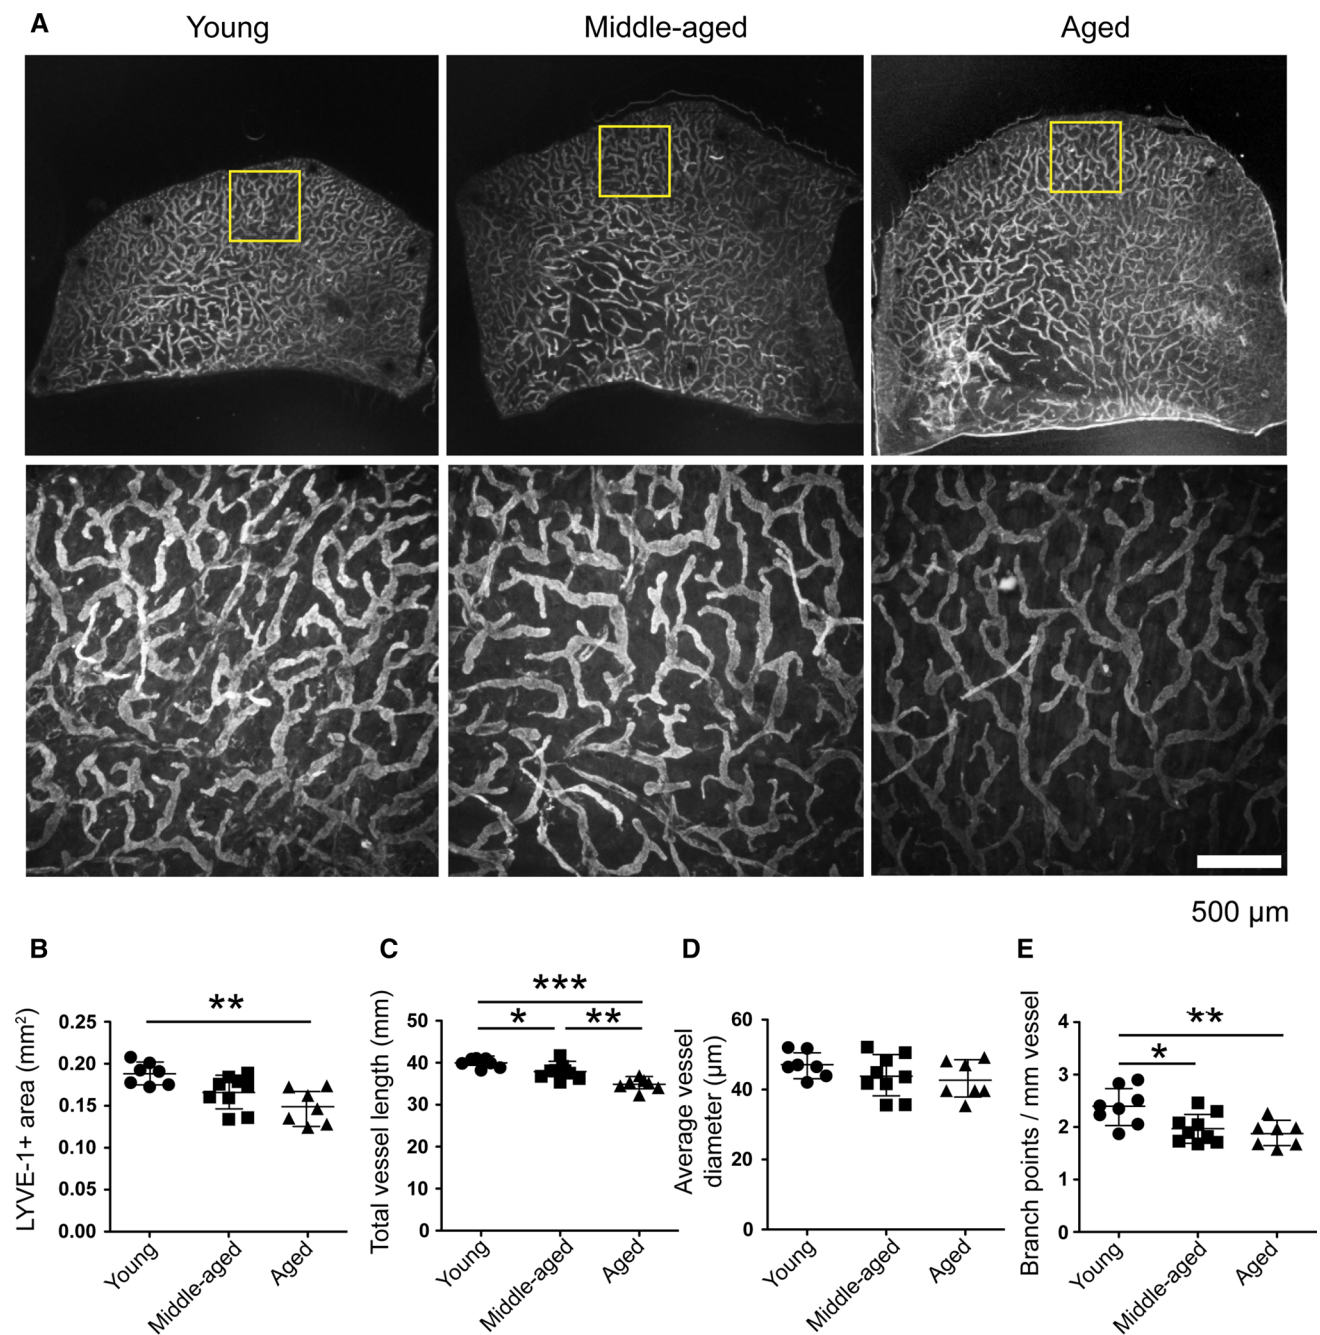 A
Young
Middle-aged
Aged
500 µm
B
LYVE-1+ area (mm²)
0.25
0.20
0.15
0.10
0.05
0.00
**
Young
Middle-aged
Aged
C
Total vessel length (mm)
50
40
30
20
10
0
***
*
**
Young
Middle-aged
Aged
D
Average vessel
diameter (µm)
60
40
20
0
Young
Middle-aged
Aged
E
Branch points / mm vessel
4
3
2
1
0
**
*
Young
Middle-aged
Aged